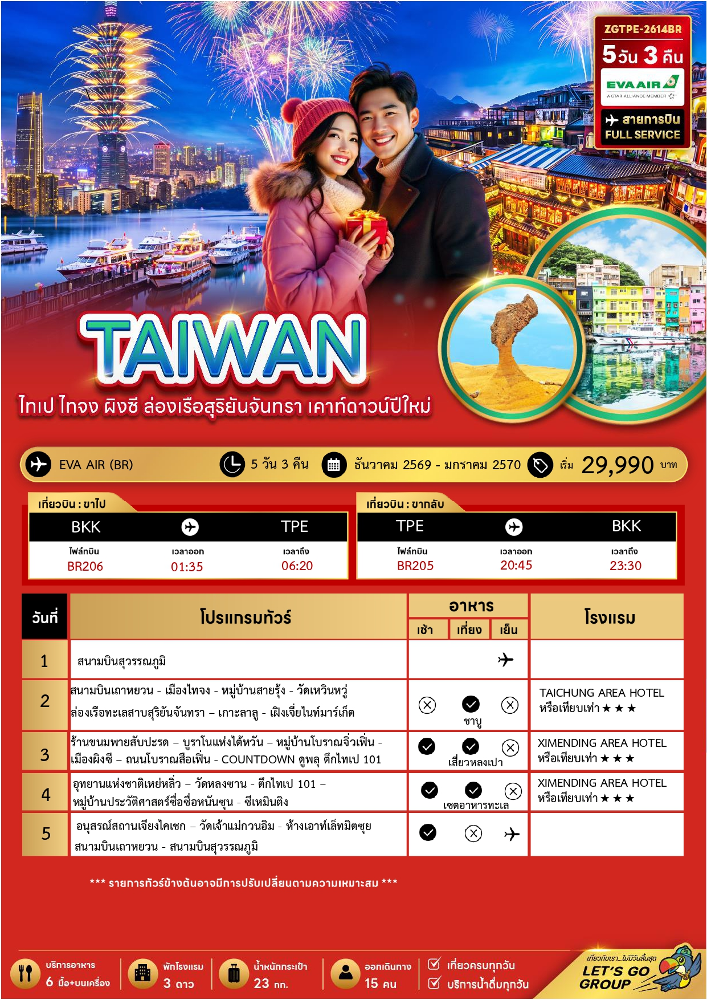 ZGTPE-2614BR
5 วัน 3 คืน
EVA AIR
A STAR ALLIANCE MEMBER
สายการบิน
FULL SERVICE
TAIWAN
ไทเป ไทจง ผิงซี ล่องเรือสุริยันจันทรา เคาท์ดาวน์ปีใหม่
EVA AIR (BR)
5 วัน 3 คืน
ธันวาคม 2569 - มกราคม 2570
เริ่ม 29,990 บาท
เที่ยวบิน : ขาไป
BKK TPE
ไฟล์ทบิน เวลาออก เวลาถึง
BR206 01:35 06:20
เที่ยวบิน : ขากลับ
TPE BKK
ไฟล์ทบิน เวลาออก เวลาถึง
BR205 20:45 23:30
วันที่ โปรแกรมทัวร์ อาหาร โรงแรม
เช้า เที่ยง เย็น
1 สนามบินสุวรรณภูมิ
2
สนามบินเถาหยวน - เมืองไทจง - หมู่บ้านสายรุ้ง - วัดเหวินหวู่
ล่องเรือทะเลสาบสุริยันจันทรา – เกาะลาลู - เฝิงเจี่ยไนท์มาร์เก็ต
ชาบู
TAICHUNG AREA HOTEL
หรือเทียบเท่า ★ ★ ★
3
ร้านขนมพายสับปะรด – บูราโนแห่งไต้หวัน – หมู่บ้านโบราณจิ่วเฟิ่น -
เมืองผิงซี – ถนนโบราณสือเฟิ่น - COUNTDOWN ดูพลุ ตึกไทเป 101
เสี่ยวหลงเปา
XIMENDING AREA HOTEL
หรือเทียบเท่า ★ ★ ★
4
อุทยานแห่งชาติเหย่หลิ่ว – วัดหลงซาน - ตึกไทเป 101 –
หมู่บ้านประวัติศาสตร์ซื่อซื่อหนันซุน - ซีเหมินติง
เซตอาหารทะเล
XIMENDING AREA HOTEL
หรือเทียบเท่า ★ ★ ★
5
อนุสรณ์สถานเจียงไคเชก – วัดเจ้าแม่กวนอิม - ห้างเอาท์เล็ทมิตซุย
สนามบินเถาหยวน - สนามบินสุวรรณภูมิ
*** รายการทัวร์ข้างต้นอาจมีการปรับเปลี่ยนตามความเหมาะสม ***
บริการอาหาร
6 มื้อ+บนเครื่อง
พักโรงแรม
3 ดาว
น้ำหนักกระเป๋า
23 กก.
ออกเดินทาง
15 คน
เที่ยวครบทุกวัน
บริการน้ำดื่มทุกวัน
เที่ยวกับเรา...ไม่มีวันสิ้นสุด
LET'S GO
GROUP